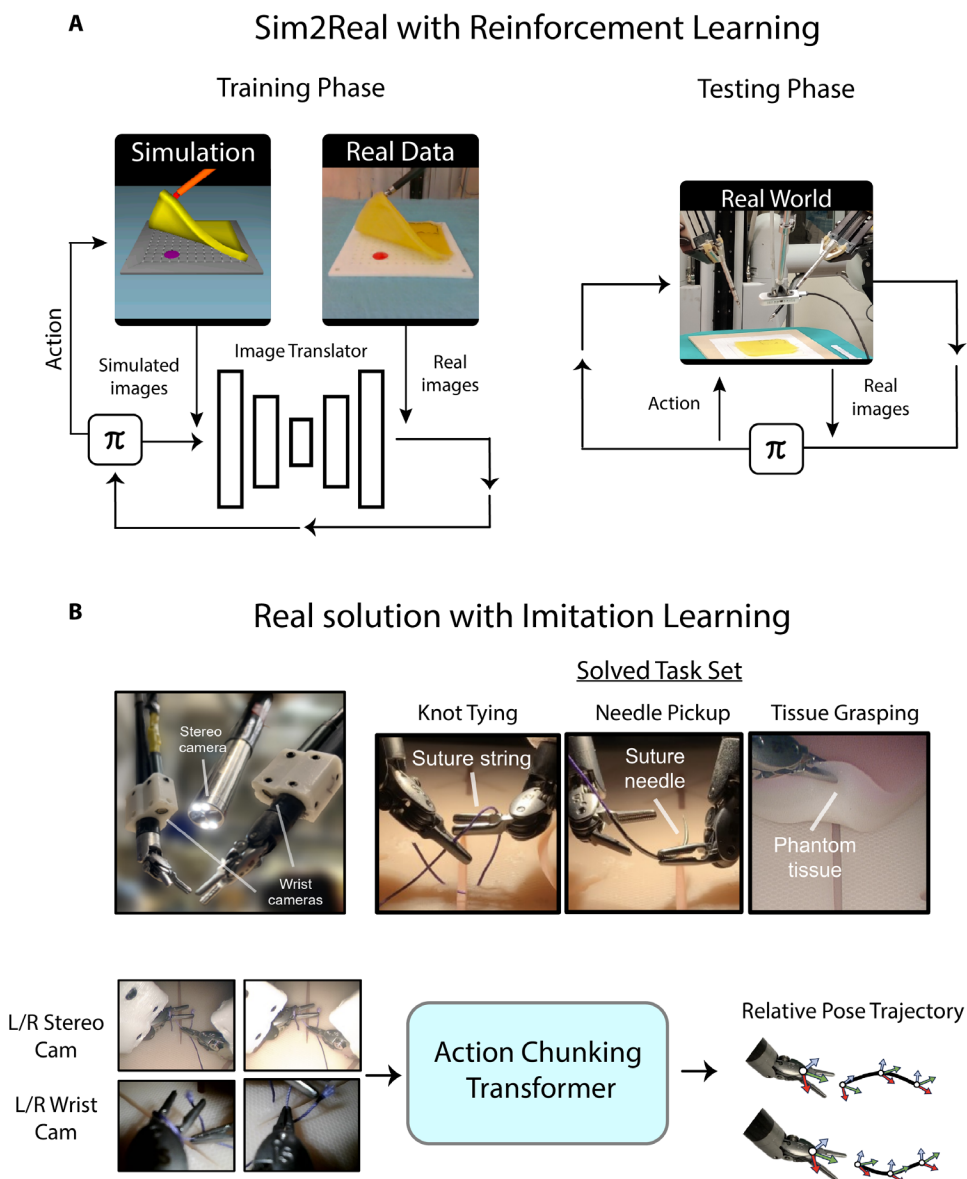 A
Sim2Real with Reinforcement Learning
Training Phase
Testing Phase
Simulation
Real Data
Real World
Action
Simulated
images
Image Translator
Real
images
π
Action
Real
images
π
B
Real solution with Imitation Learning
Solved Task Set
Knot Tying
Needle Pickup
Tissue Grasping
Stereo
camera
Wrist
cameras
Suture string
Suture
needle
Phantom
tissue
L/R Stereo
Cam
L/R Wrist
Cam
Action Chunking
Transformer
Relative Pose Trajectory